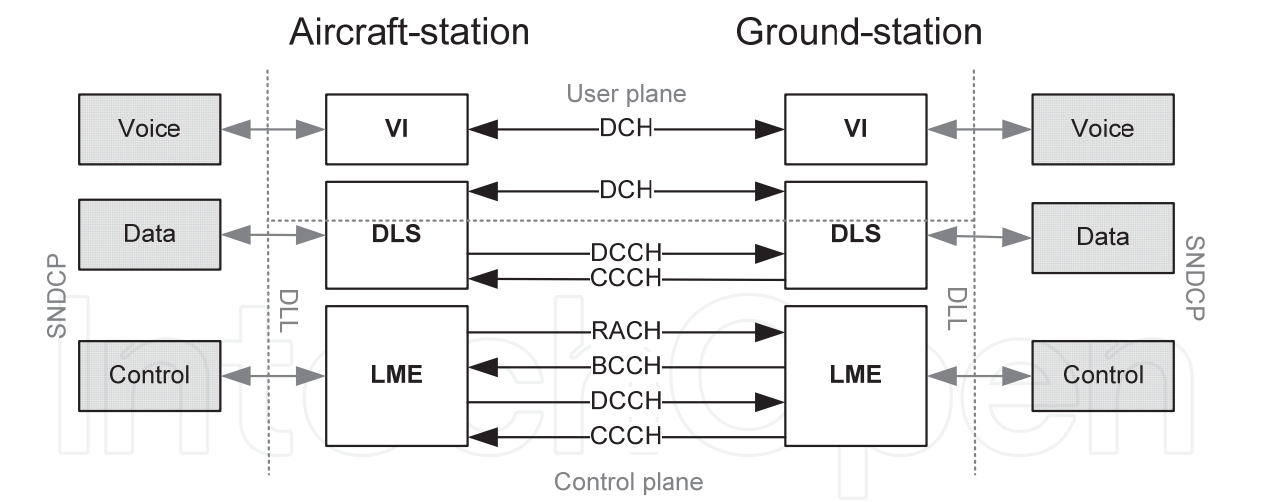 Aircraft-station Ground-station
User plane
Voice VI DCH VI Voice
DCH
Data DLS DLS Data
DCCH
CCCH
SNDCP DLL DLL SNDCP
RACH
BCCH
Control LME LME Control
DCCH
CCCH
Control plane
IntechOpen